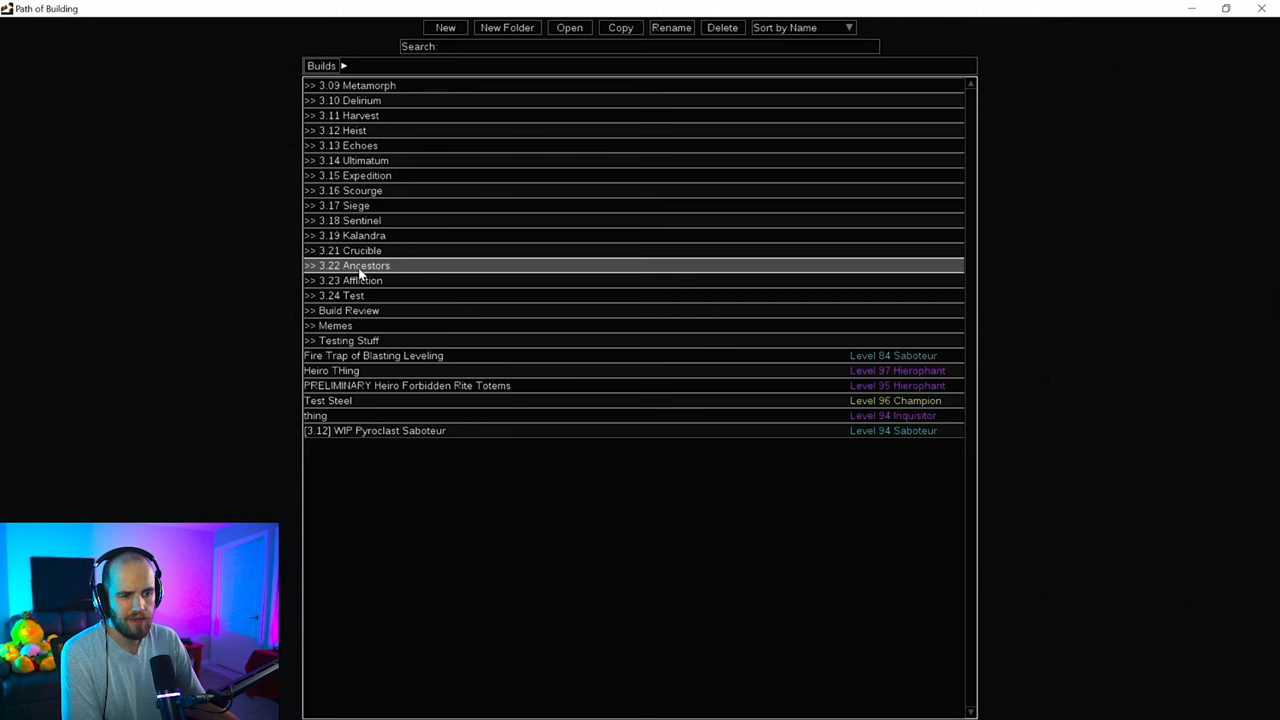 Path of Building
New New Folder Open Copy Rename Delete Sort by Name
Search:
Builds
>> 3.09 Metamorph
>> 3.10 Delirium
>> 3.11 Harvest
>> 3.12 Heist
>> 3.13 Echoes
>> 3.14 Ultimatum
>> 3.15 Expedition
>> 3.16 Scourge
>> 3.17 Siege
>> 3.18 Sentinel
>> 3.19 Kalandra
>> 3.21 Crucible
>> 3.22 Ancestors
>> 3.23 Affliction
>> 3.24 Test
>> Build Review
>> Memes
>> Testing Stuff
Fire Trap of Blasting Leveling Level 84 Saboteur
Heiro THing Level 97 Hierophant
PRELIMINARY Heiro Forbidden Rite Totems Level 95 Hierophant
Test Steel Level 96 Champion
thing Level 94 Inquisitor
[3.12] WIP Pyroclast Saboteur Level 94 Saboteur